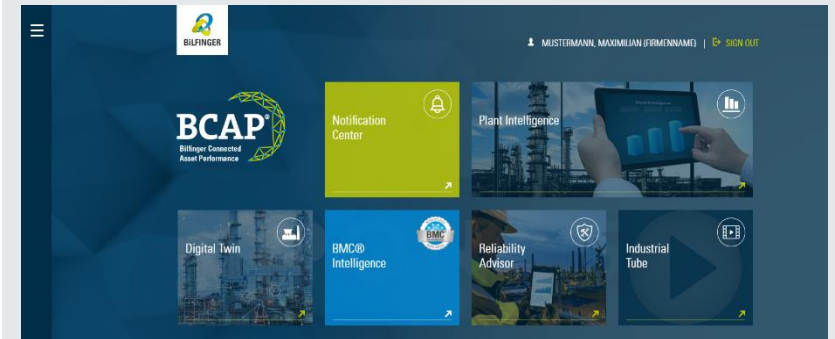 BILFINGER
MUSTERMANN, MAXIMILIAN (FIRMENNAME) | SIGN OUT
BCAP®
Bilfinger Connected
Asset Performance
Notification
Center
Plant Intelligence
Digital Twin
BMC®
Intelligence
BMC
Reliability
Advisor
Industrial
Tube